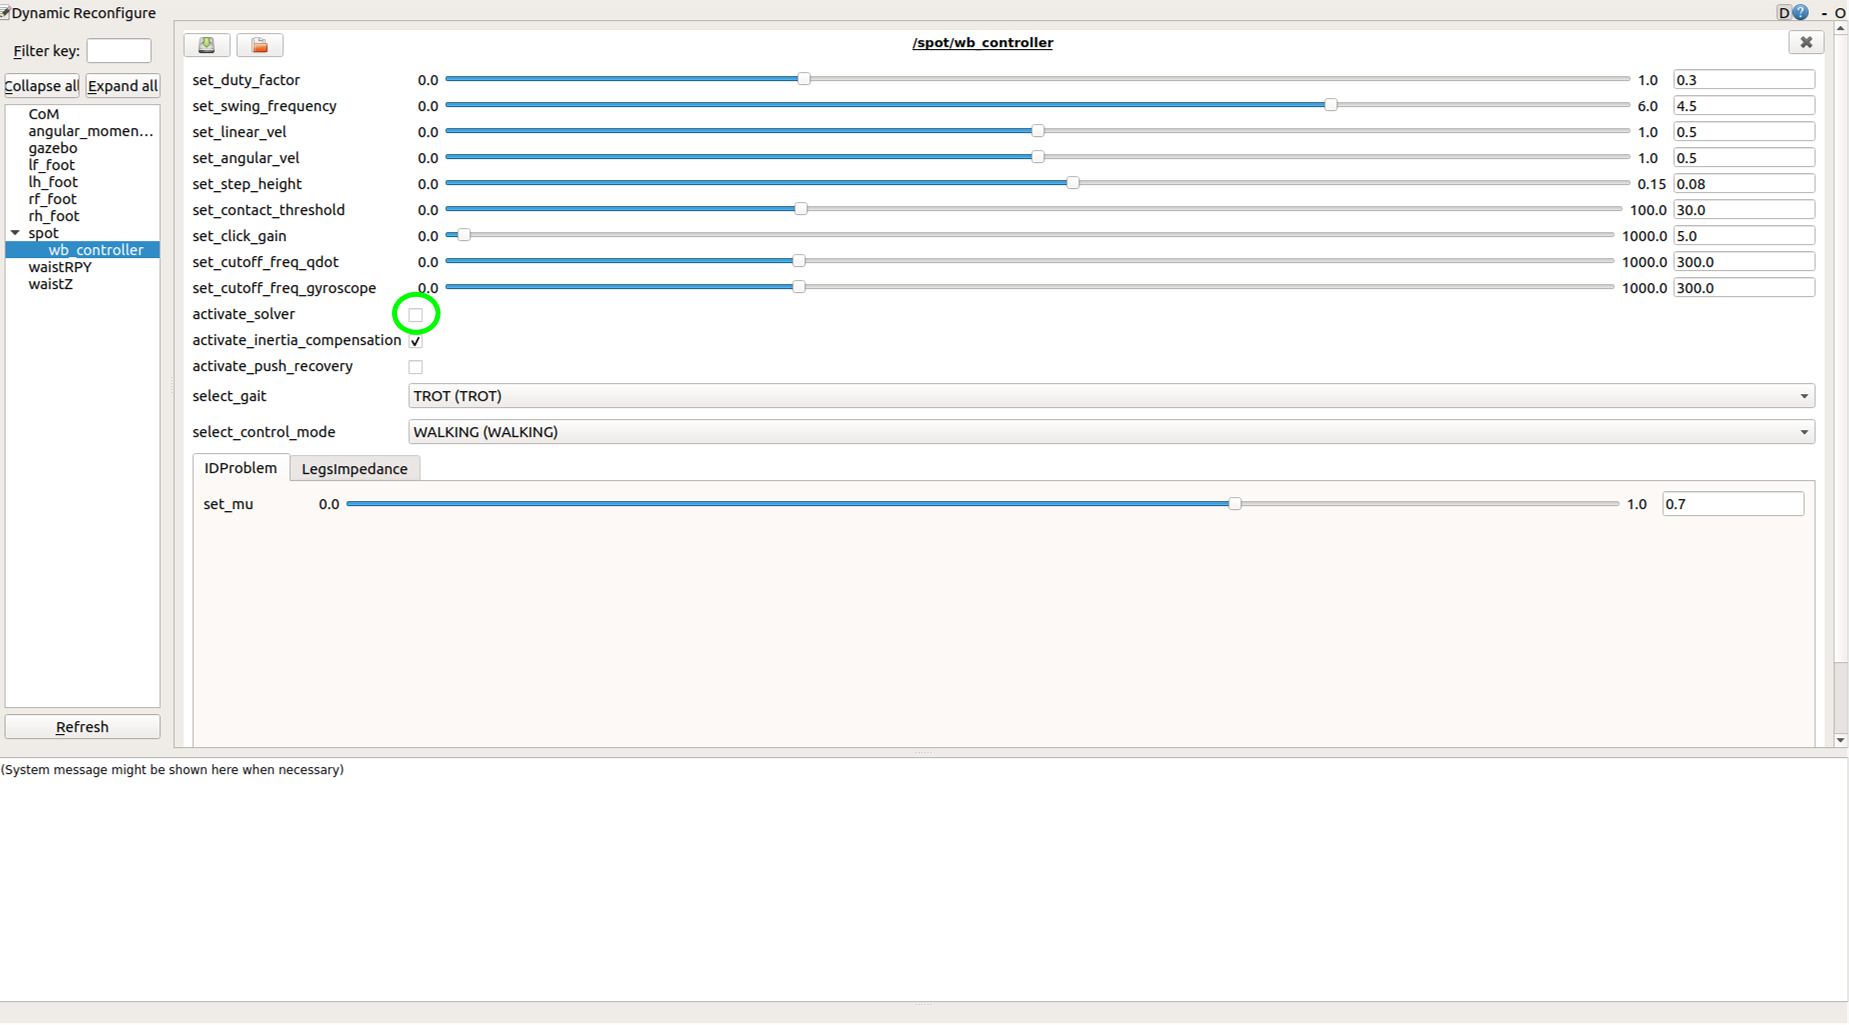 Dynamic Reconfigure
D ? - O
Filter key:
Collapse all Expand all
CoM
angular_momen...
gazebo
lf_foot
lh_foot
rf_foot
rh_foot
spot
wb_controller
waistRPY
waistZ
Refresh
/spot/wb_controller
set_duty_factor 0.0 1.0 0.3
set_swing_frequency 0.0 6.0 4.5
set_linear_vel 0.0 1.0 0.5
set_angular_vel 0.0 1.0 0.5
set_step_height 0.0 0.15 0.08
set_contact_threshold 0.0 100.0 30.0
set_click_gain 0.0 1000.0 5.0
set_cutoff_freq_qdot 0.0 1000.0 300.0
set_cutoff_freq_gyroscope 0.0 1000.0 300.0
activate_solver
activate_inertia_compensation
activate_push_recovery
select_gait TROT (TROT)
select_control_mode WALKING (WALKING)
IDProblem LegsImpedance
set_mu 0.0 1.0 0.7
(System message might be shown here when necessary)